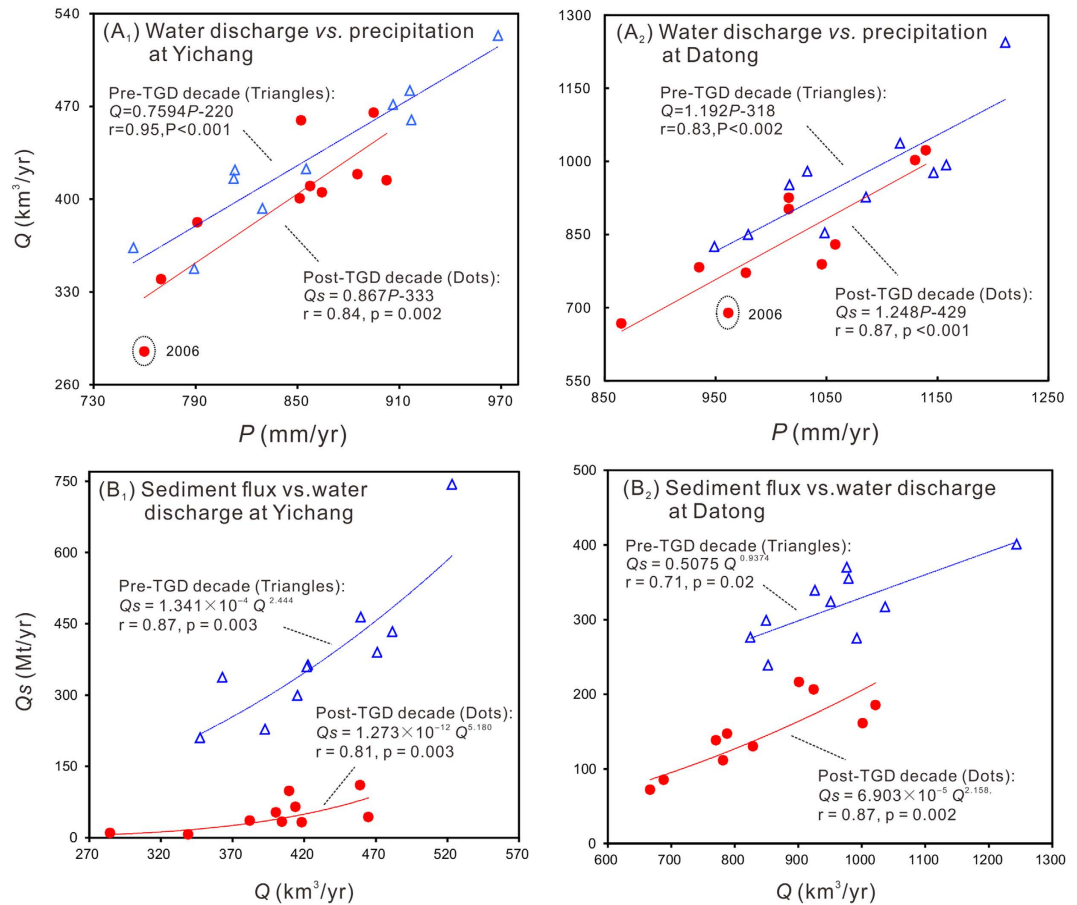 (A₁) Water discharge vs. precipitation
at Yichang
Pre-TGD decade (Triangles):
Q=0.7594P-220
r=0.95,P<0.001
Post-TGD decade (Dots):
Qs = 0.867P-333
r = 0.84, p = 0.002
2006
540
470
400
330
260
730
790
850
910
970
Q (km³/yr)
P (mm/yr)
(A₂) Water discharge vs. precipitation
at Datong
Pre-TGD decade (Triangles):
Q=1.192P-318
r=0.83,P<0.002
Post-TGD decade (Dots):
Qs = 1.248P-429
r = 0.87, p <0.001
2006
1300
1150
1000
850
700
550
850
950
1050
1150
1250
P (mm/yr)
(B₁) Sediment flux vs.water
discharge at Yichang
Pre-TGD decade (Triangles):
Qs = 1.341×10⁻⁴ Q^2.444
r = 0.87, p = 0.003
Post-TGD decade (Dots):
Qs = 1.273×10⁻¹² Q^5.180
r = 0.81, p = 0.003
750
600
450
300
150
0
270
320
370
420
470
520
570
Qs (Mt/yr)
Q (km³/yr)
(B₂) Sediment flux vs.water discharge
at Datong
Pre-TGD decade (Triangles):
Qs = 0.5075 Q^0.9374
r = 0.71, p = 0.02
Post-TGD decade (Dots):
Qs = 6.903×10⁻⁵ Q^2.158.
r = 0.87, p = 0.002
500
400
300
200
100
0
600
700
800
900
1000
1100
1200
1300
Q (km³/yr)